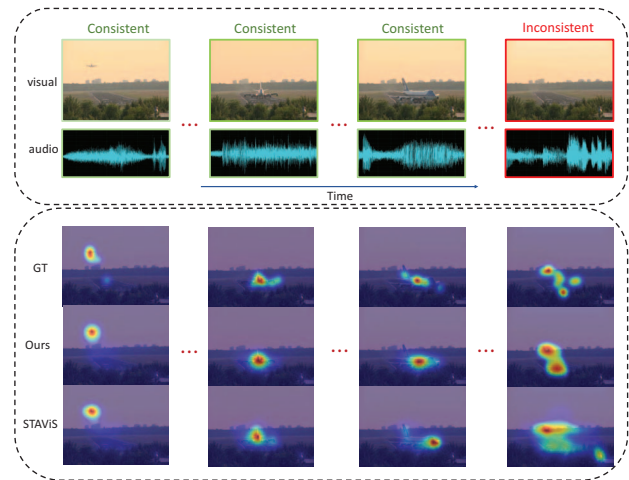 Consistent Consistent Consistent Inconsistent
visual
... ... ...
audio
Time
GT
Ours
... ... ...
STAViS